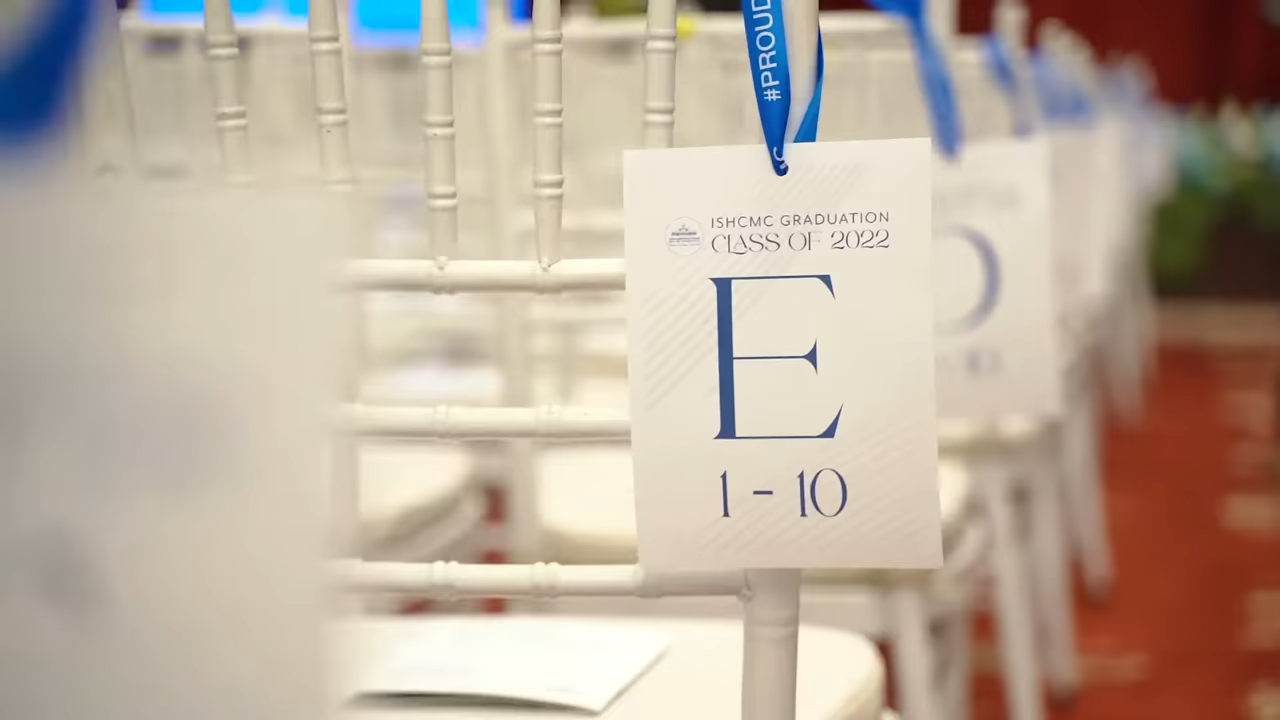 #PROUD
ISHCMC GRADUATION
CLASS OF 2022
E
1 - 10